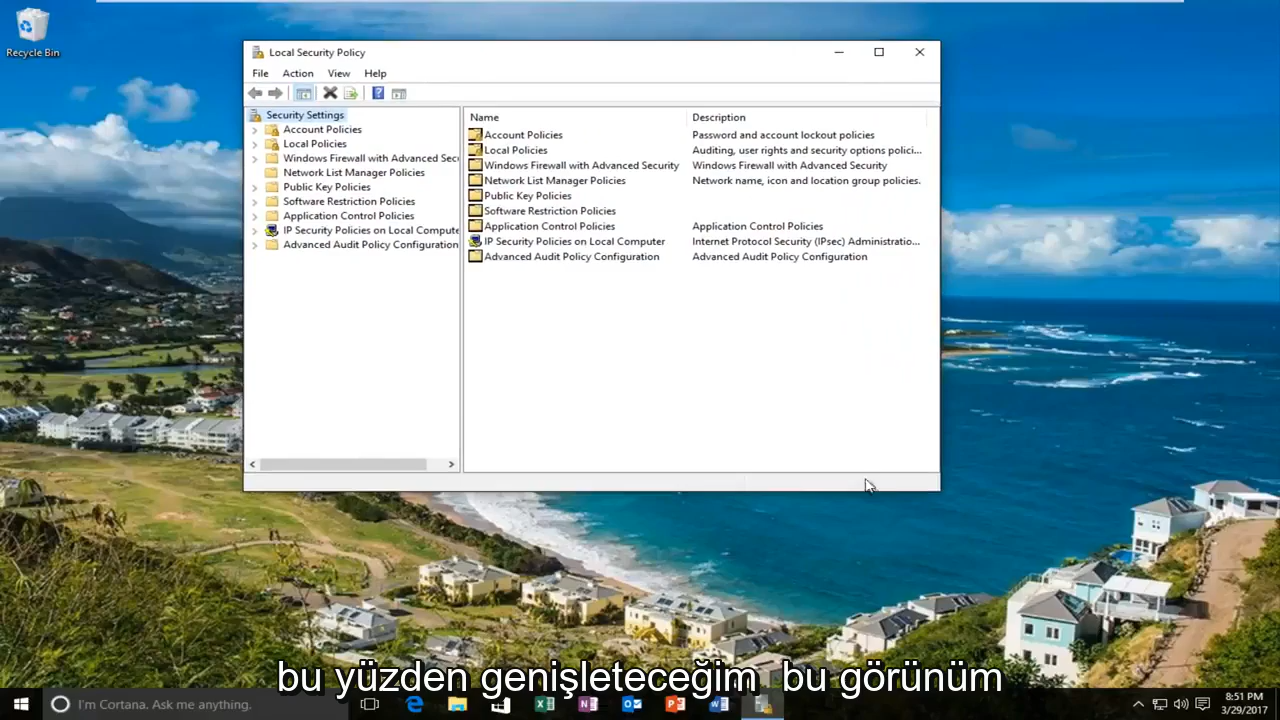 Recycle Bin
Local Security Policy
File Action View Help
Security Settings
Account Policies
Local Policies
Windows Firewall with Advanced Secu
Network List Manager Policies
Public Key Policies
Software Restriction Policies
Application Control Policies
IP Security Policies on Local Compute
Advanced Audit Policy Configuration
Name Description
Account Policies Password and account lockout policies
Local Policies Auditing, user rights and security options polici...
Windows Firewall with Advanced Security Windows Firewall with Advanced Security
Network List Manager Policies Network name, icon and location group policies.
Public Key Policies
Software Restriction Policies
Application Control Policies Application Control Policies
IP Security Policies on Local Computer Internet Protocol Security (IPsec) Administratio...
Advanced Audit Policy Configuration Advanced Audit Policy Configuration
bu yüzden genişleteceğim bu görünüm
I'm Cortana. Ask me anything.
8:51 PM
3/29/2017